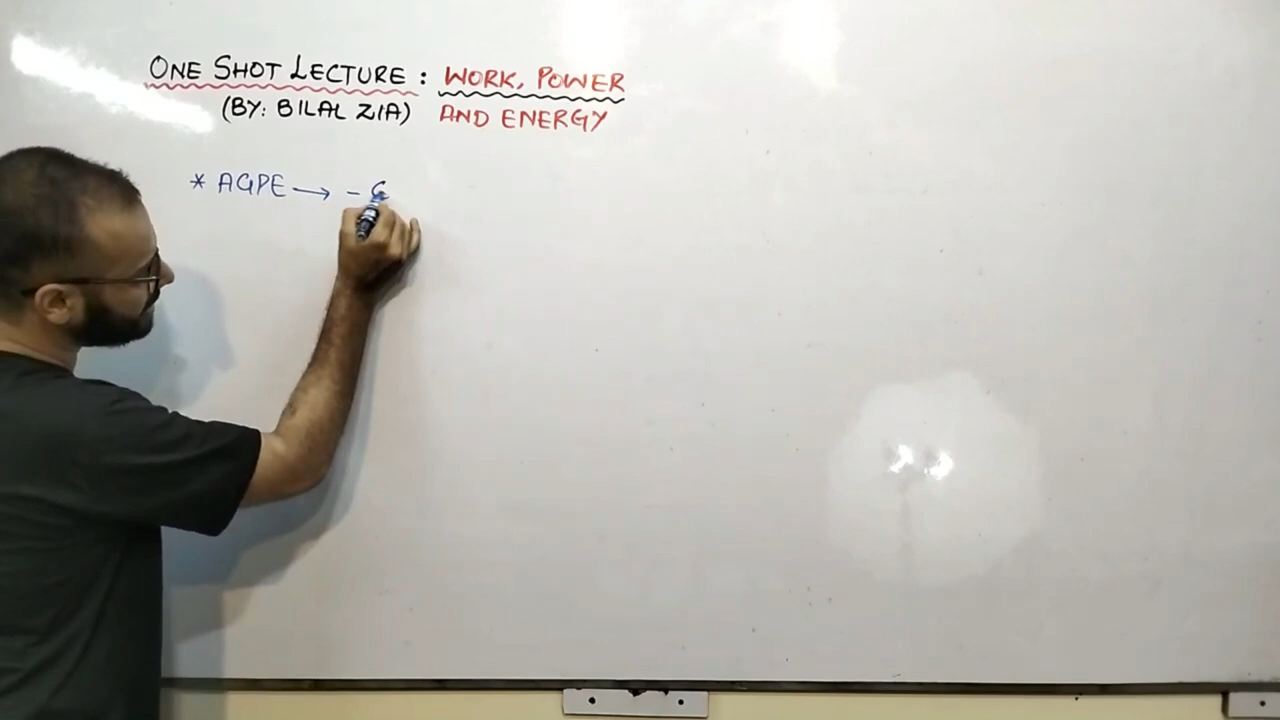 ONE SHOT LECTURE : WORK, POWER
(BY: BILAL ZIA) AND ENERGY
* AGPE → - G